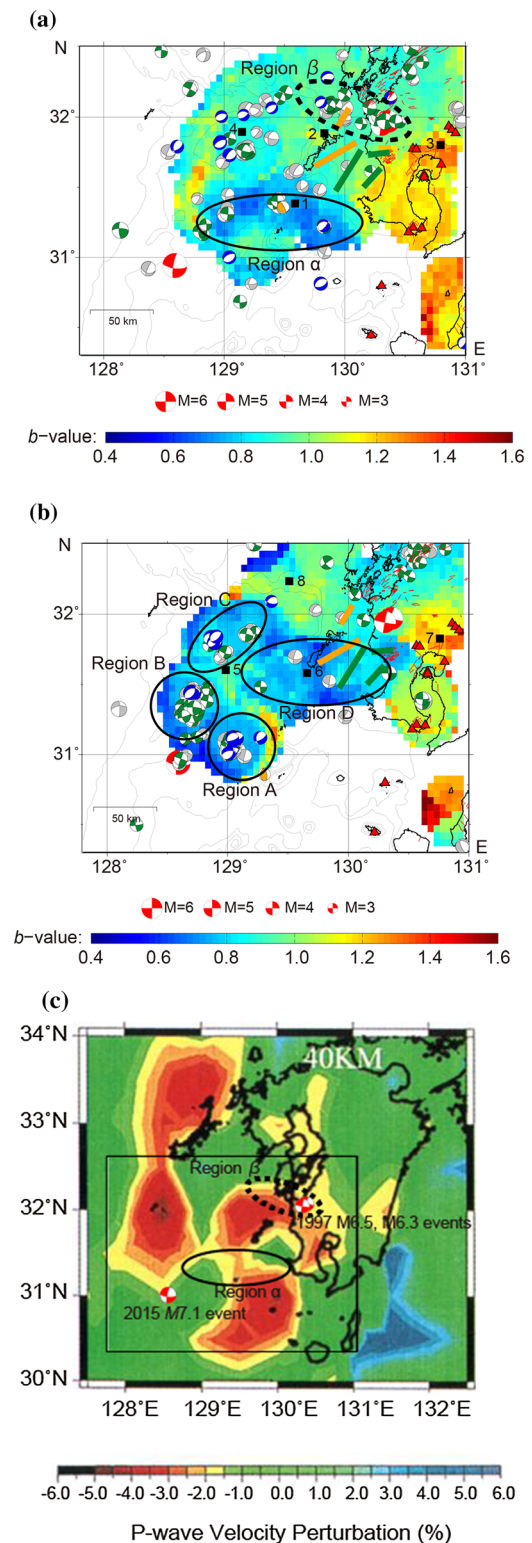 (a)
N
Region β
32°
4
2
3
1
31°
Region α
50 km
E
128°
129°
130°
131°
M=6 M=5 M=4 M=3
b-value:
0.4 0.6 0.8 1.0 1.2 1.4 1.6
(b)
N
8
32°
Region C
7
Region B
5
6
Region D
31°
Region A
50 km
E
128°
129°
130°
131°
M=6 M=5 M=4 M=3
b-value:
0.4 0.6 0.8 1.0 1.2 1.4 1.6
(c)
34°N
40KM
33°N
Region β
32°N
1997 M6.5, M6.3 events
31°N
Region α
2015 M7.1 event
30°N
128°E 129°E 130°E 131°E 132°E
-6.0 -5.0 -4.0 -3.0 -2.0 -1.0 0.0 1.0 2.0 3.0 4.0 5.0 6.0
P-wave Velocity Perturbation (%)